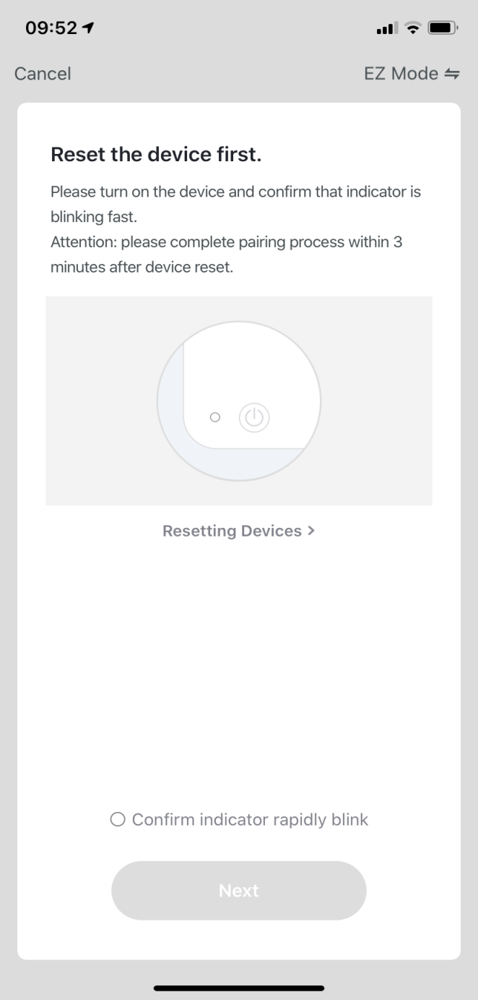 09:52
Cancel
EZ Mode
Reset the device first.
Please turn on the device and confirm that indicator is
blinking fast.
Attention: please complete pairing process within 3
minutes after device reset.
Resetting Devices >
Confirm indicator rapidly blink
Next